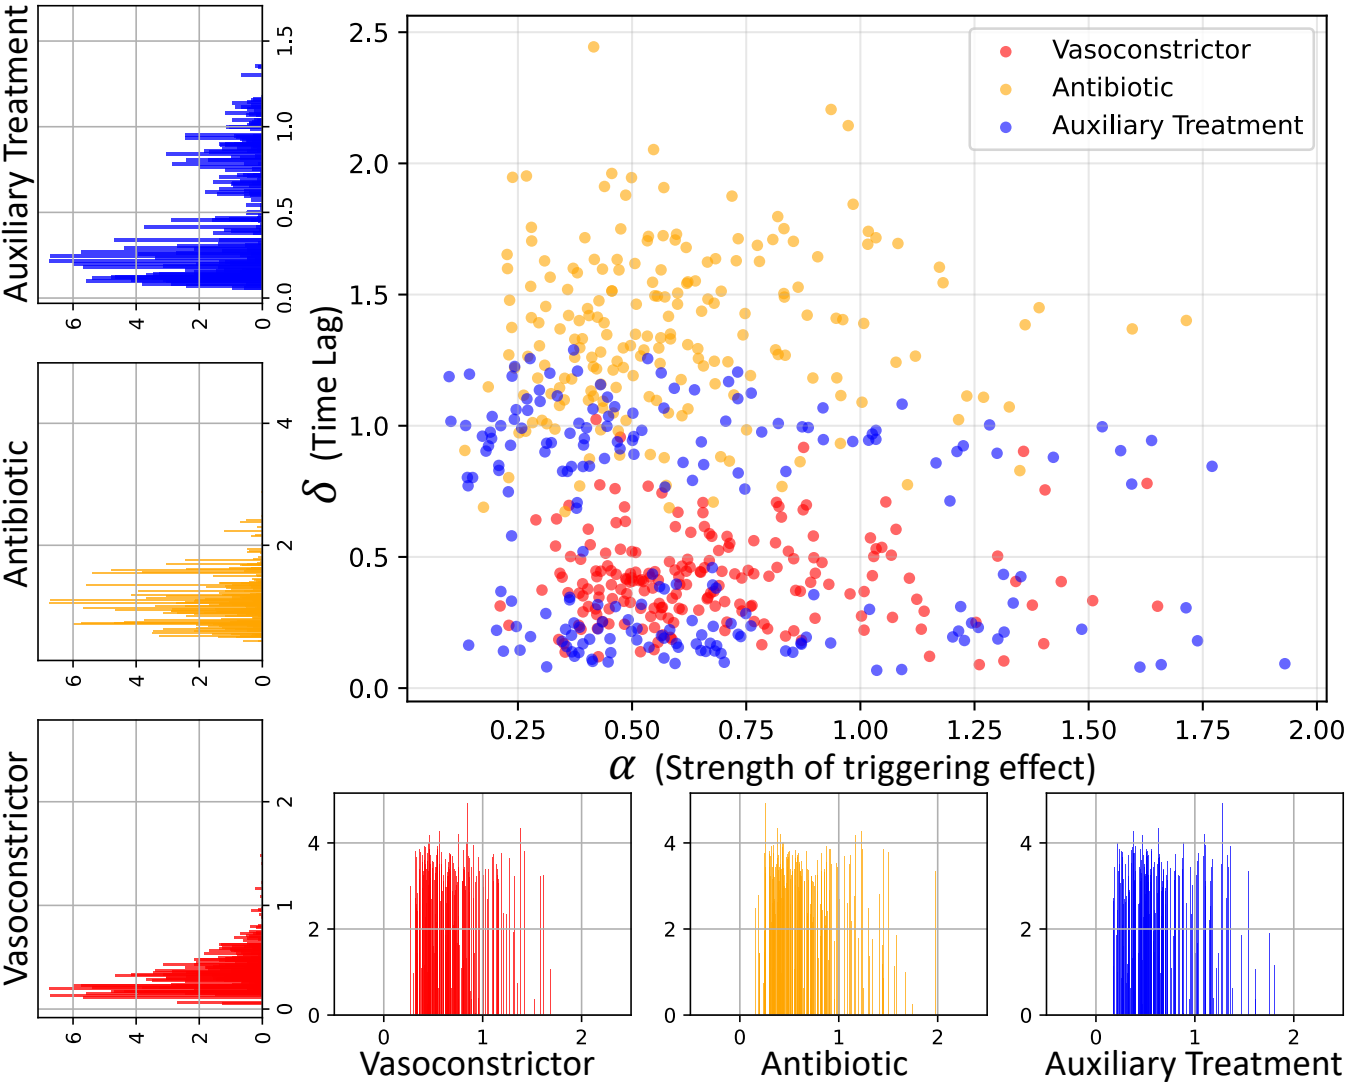 Auxiliary Treatment
0.0
0.5
1.0
1.5
6
4
2
0
Antibiotic
2
4
6
4
2
0
Vasoconstrictor
0
1
2
6
4
2
0
δ (Time Lag)
2.5
2.0
1.5
1.0
0.5
0.0
Vasoconstrictor
Antibiotic
Auxiliary Treatment
0.25 0.50 0.75 1.00 1.25 1.50 1.75 2.00
α (Strength of triggering effect)
4
2
0
0 1 2
Vasoconstrictor
4
2
0
0 1 2
Antibiotic
4
2
0
0 1 2
Auxiliary Treatment